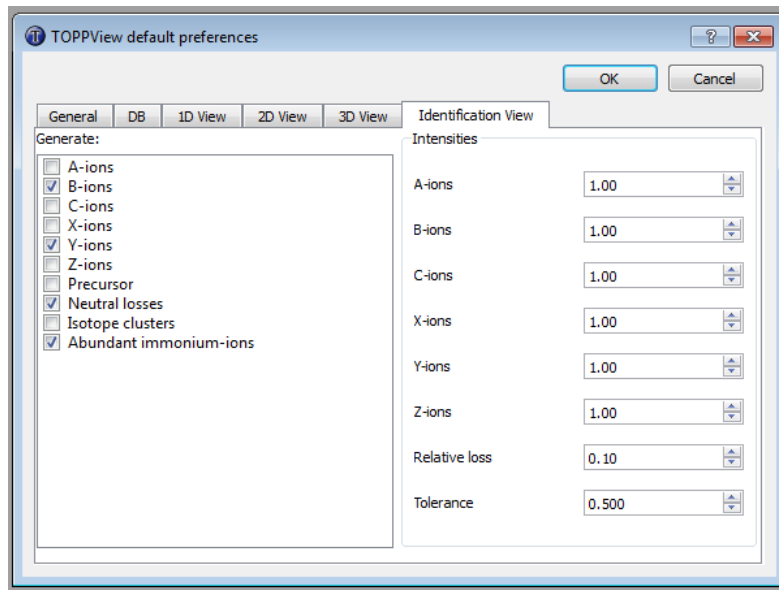 TOPPView default preferences
OK Cancel
General DB 1D View 2D View 3D View Identification View
Generate:
A-ions
B-ions
C-ions
X-ions
Y-ions
Z-ions
Precursor
Neutral losses
Isotope clusters
Abundant immonium-ions
Intensities
A-ions 1.00
B-ions 1.00
C-ions 1.00
X-ions 1.00
Y-ions 1.00
Z-ions 1.00
Relative loss 0.10
Tolerance 0.500